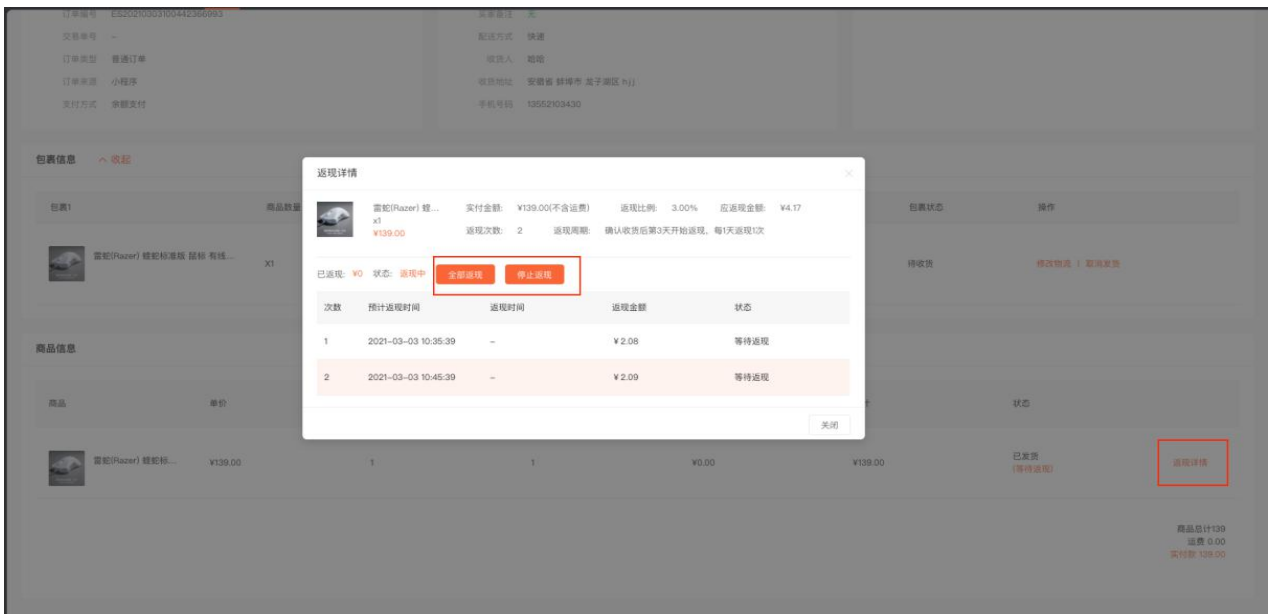 订单编号 ES20210303100442366993
买家备注 无
交易单号 –
配送方式 快递
订单类型 普通订单
收货人 哈哈
订单来源 小程序
收货地址 安徽省 蚌埠市 龙子湖区 hjj
支付方式 余额支付
手机号码 13552103430
包裹信息 收起
包裹1 商品数量 包裹状态 操作
雷蛇(Razer) 蝰蛇标准版 鼠标 有线... X1 待收货 修改物流 | 取消发货
返现详情
雷蛇(Razer) 蝰... 实付金额: ¥139.00(不含运费) 返现比例: 3.00% 应返现金额: ¥4.17
x1
¥139.00 返现次数: 2 返现周期: 确认收货后第3天开始返现，每1天返现1次
已返现: ¥0 状态: 返现中 全部返现 停止返现
次数 预计返现时间 返现时间 返现金额 状态
1 2021-03-03 10:35:39 – ¥2.08 等待返现
2 2021-03-03 10:45:39 – ¥2.09 等待返现
关闭
商品信息
商品 单价 计 状态
雷蛇(Razer) 蝰蛇标... ¥139.00 1 1 ¥0.00 ¥139.00 已发货
(等待返现) 返现详情
商品总计139
运费 0.00
实付款 139.00